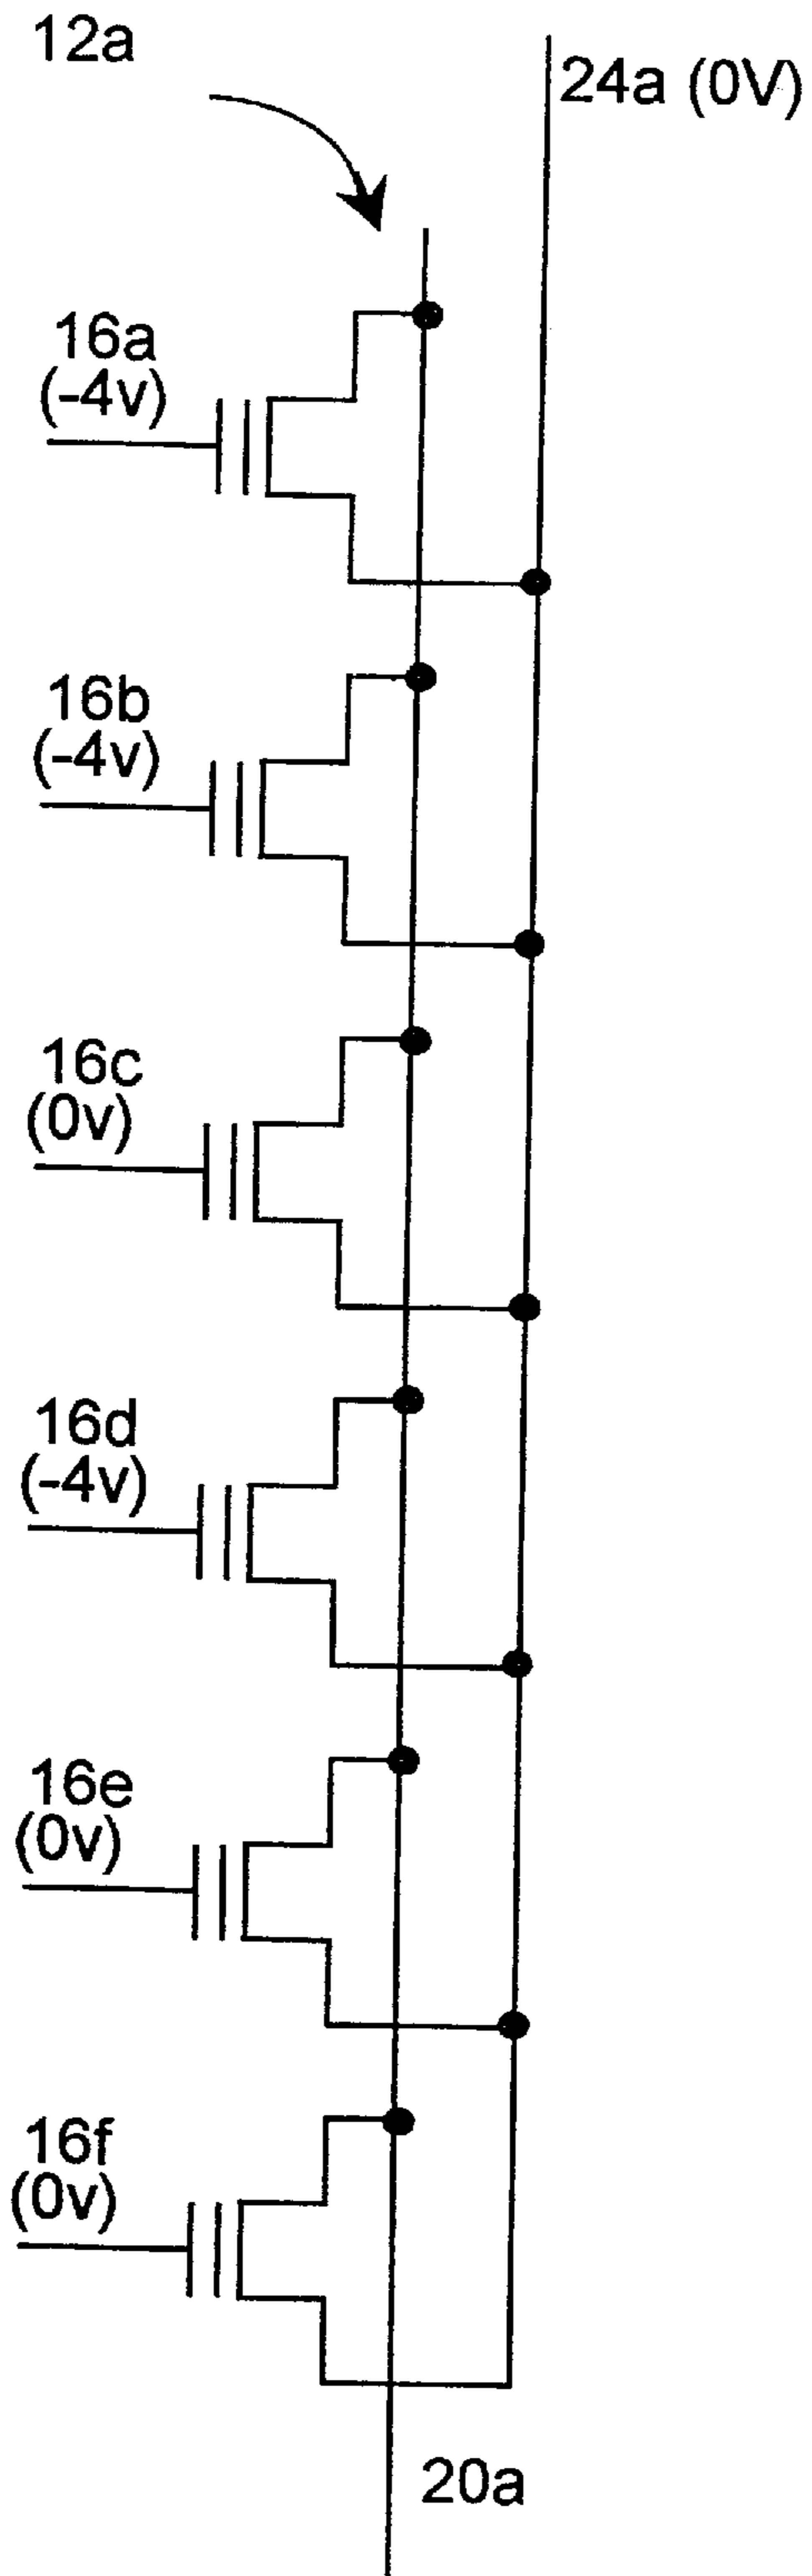 12a
24a (0V)
16a
(-4v)
16b
(-4v)
16c
(0v)
16d
(-4v)
16e
(0v)
16f
(0v)
20a